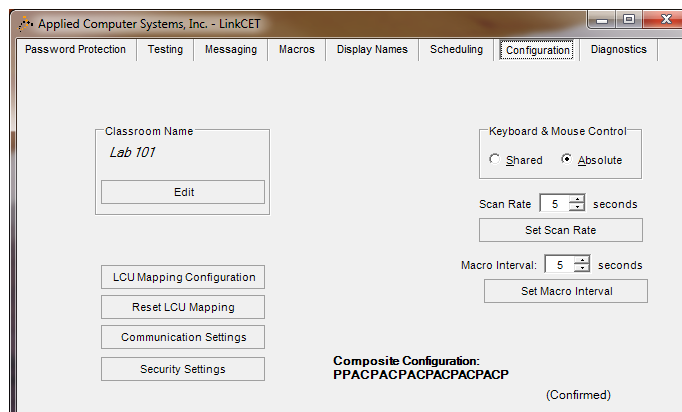 Applied Computer Systems, Inc. - LinkCET
Password Protection Testing Messaging Macros Display Names Scheduling Configuration Diagnostics
Classroom Name
Lab 101
Edit
Keyboard & Mouse Control
Shared Absolute
Scan Rate 5 seconds
Set Scan Rate
Macro Interval: 5 seconds
Set Macro Interval
LCU Mapping Configuration
Reset LCU Mapping
Communication Settings
Security Settings
Composite Configuration:
PPACPACPACPACPACPACP
(Confirmed)